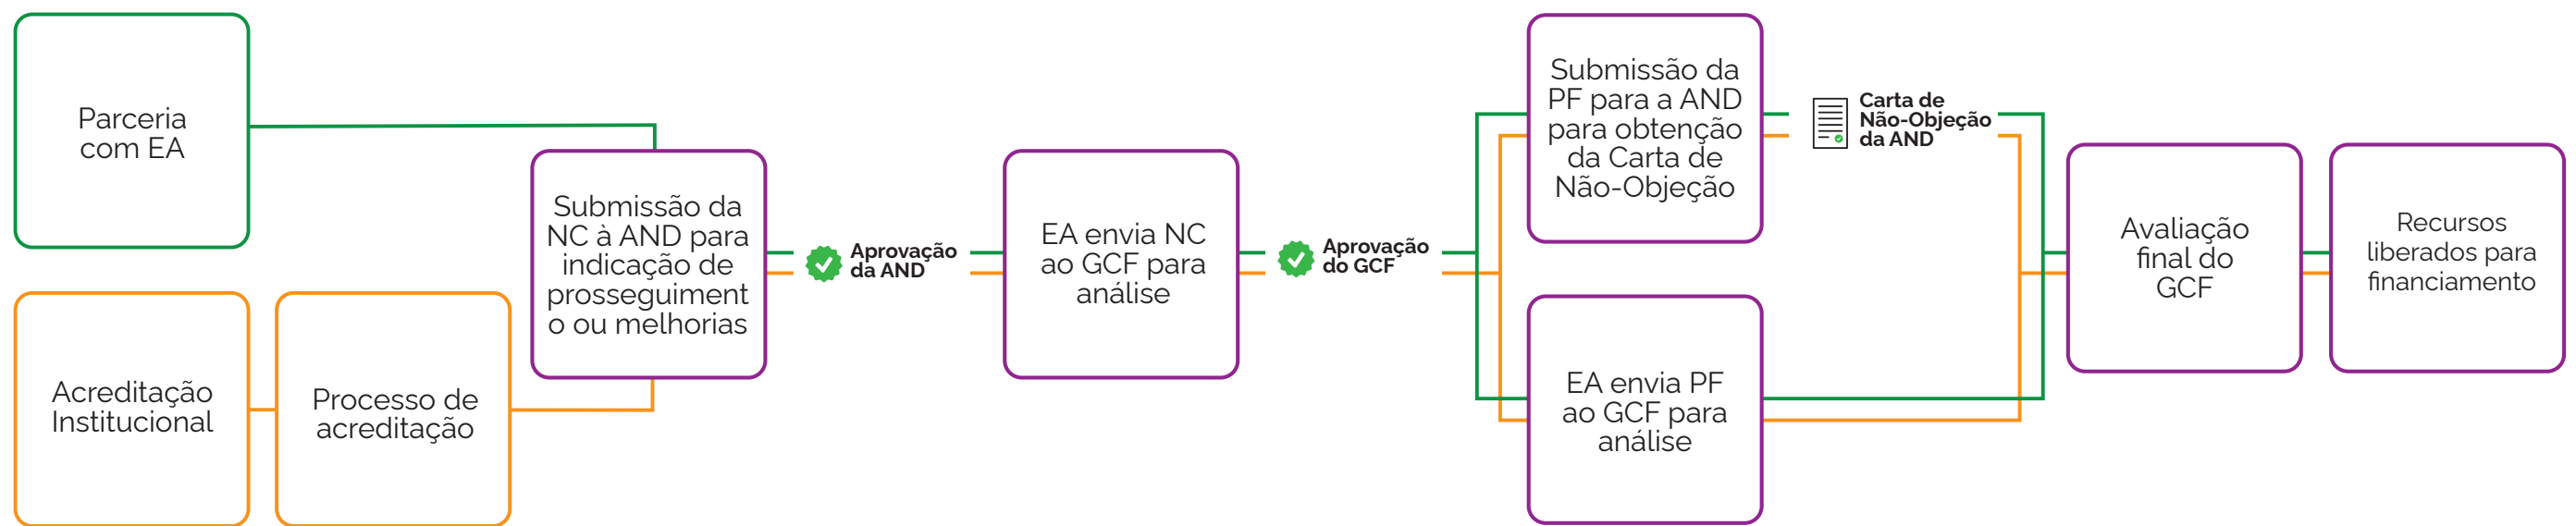 Parceria
com EA
Acreditação
Institucional
Processo de
acreditação
Submissão da
NC à AND para
indicação de
prosseguiment
o ou melhorias
Aprovação
da AND
EA envia NC
ao GCF para
análise
Aprovação
do GCF
Submissão da
PF para a AND
para obtenção
da Carta de
Não-Objeção
Carta de
Não-Objeção
da AND
EA envia PF
ao GCF para
análise
Avaliação
final do
GCF
Recursos
liberados para
financiamento